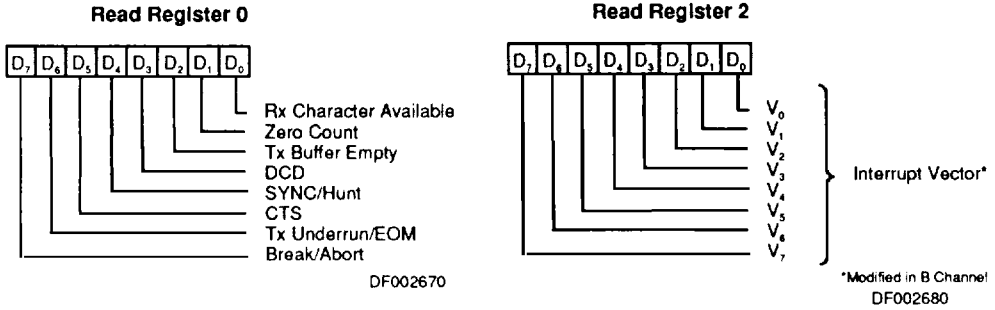 Read Register 0
D7 D6 D5 D4 D3 D2 D1 D0
Rx Character Available
Zero Count
Tx Buffer Empty
DCD
SYNC/Hunt
CTS
Tx Underrun/EOM
Break/Abort
DF002670
Read Register 2
D7 D6 D5 D4 D3 D2 D1 D0
V0
V1
V2
V3
V4
V5
V6
V7
Interrupt Vector*
*Modified in B Channel
DF002680